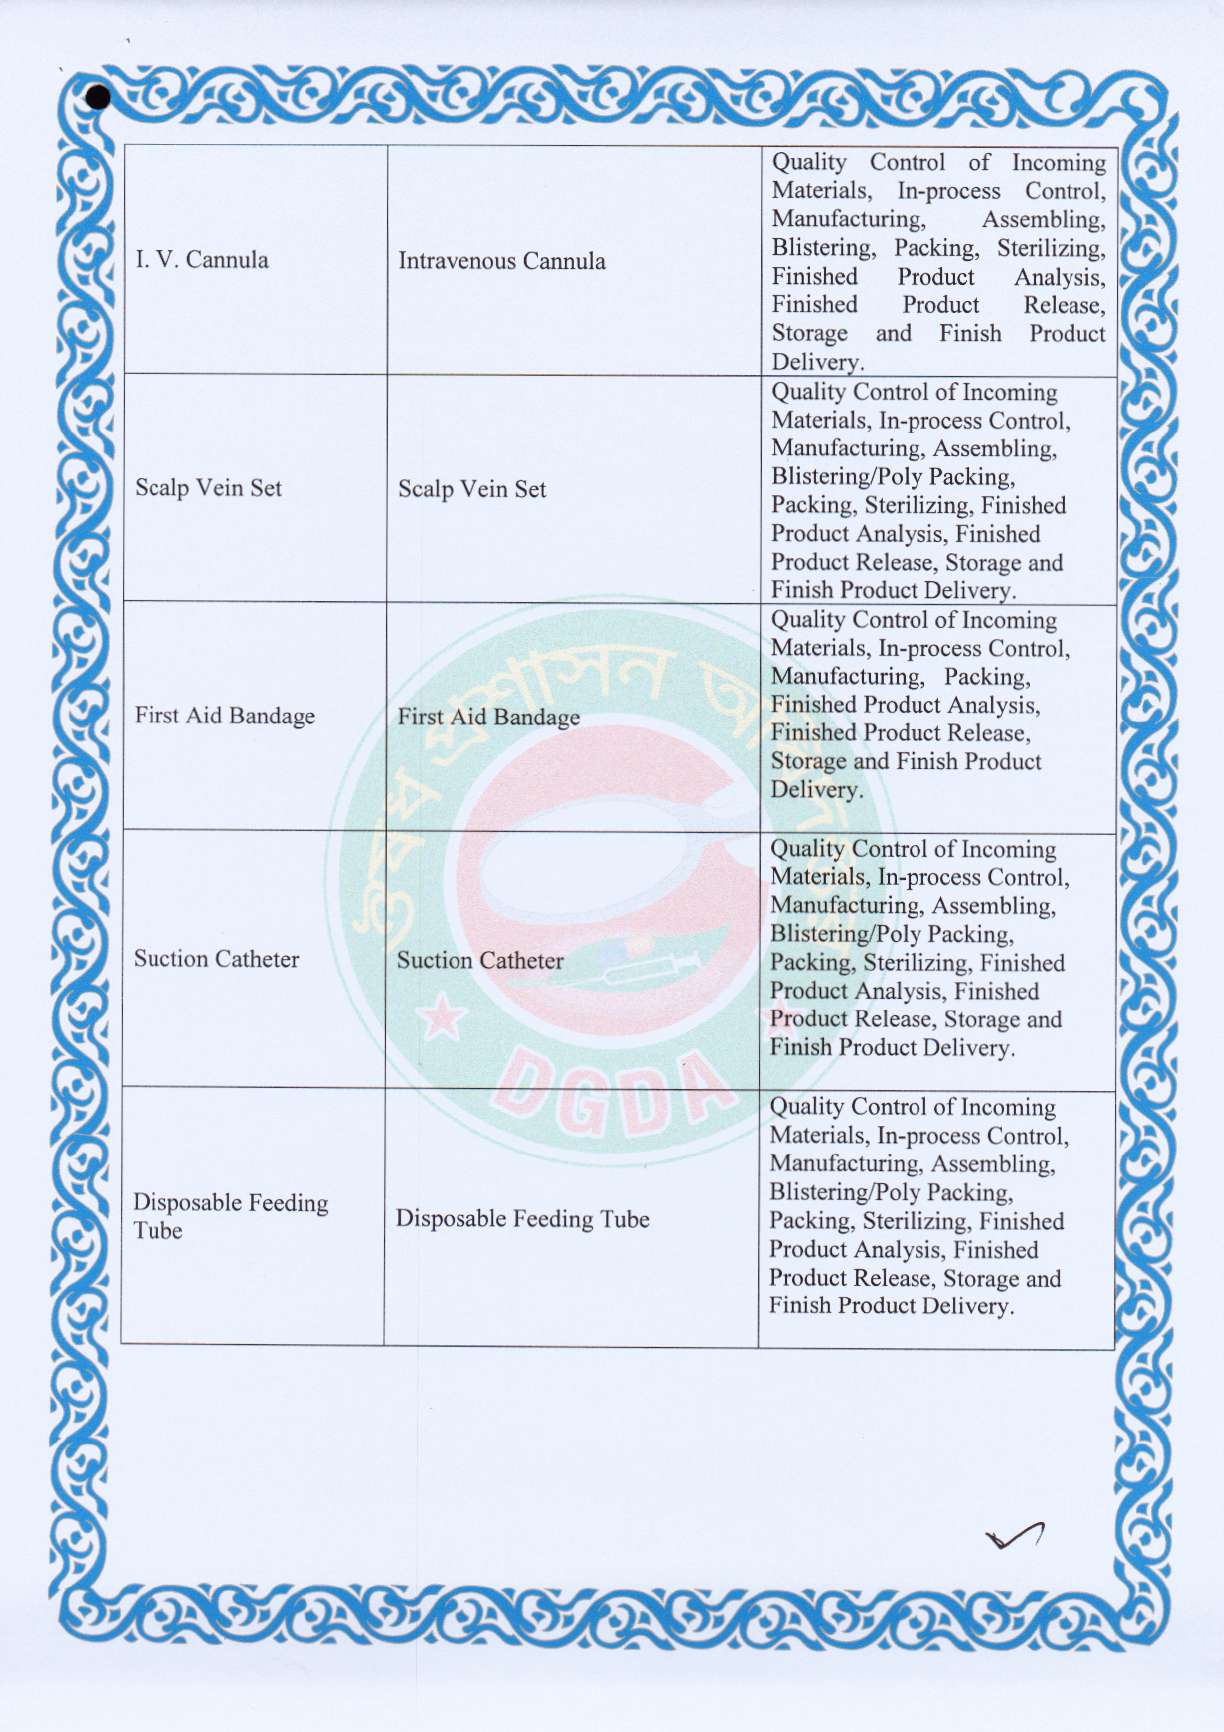 I. V. Cannula
Intravenous Cannula
Quality Control of Incoming
Materials, In-process Control,
Manufacturing, Assembling,
Blistering, Packing, Sterilizing,
Finished Product Analysis,
Finished Product Release,
Storage and Finish Product
Delivery.
Scalp Vein Set
Scalp Vein Set
Quality Control of Incoming
Materials, In-process Control,
Manufacturing, Assembling,
Blistering/Poly Packing,
Packing, Sterilizing, Finished
Product Analysis, Finished
Product Release, Storage and
Finish Product Delivery.
First Aid Bandage
First Aid Bandage
Quality Control of Incoming
Materials, In-process Control,
Manufacturing, Packing,
Finished Product Analysis,
Finished Product Release,
Storage and Finish Product
Delivery.
Suction Catheter
Suction Catheter
Quality Control of Incoming
Materials, In-process Control,
Manufacturing, Assembling,
Blistering/Poly Packing,
Packing, Sterilizing, Finished
Product Analysis, Finished
Product Release, Storage and
Finish Product Delivery.
Disposable Feeding
Tube
Disposable Feeding Tube
Quality Control of Incoming
Materials, In-process Control,
Manufacturing, Assembling,
Blistering/Poly Packing,
Packing, Sterilizing, Finished
Product Analysis, Finished
Product Release, Storage and
Finish Product Delivery.
ঔষধ প্রশাসন
DGDA